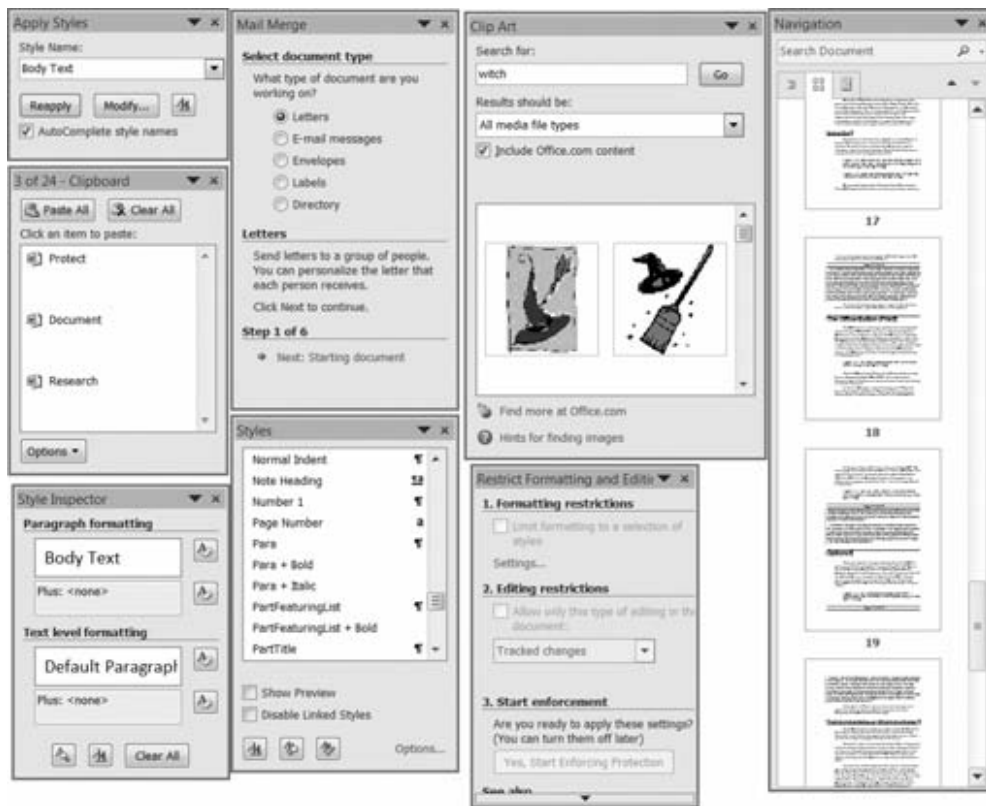 Apply Styles
Style Name:
Body Text
Reapply
Modify...
AutoComplete style names
3 of 24 - Clipboard
Paste All
Clear All
Click an item to paste:
Protect
Document
Research
Options
Style Inspector
Paragraph formatting
Body Text
Plus: <none>
Text level formatting
Default Paragraph
Plus: <none>
Clear All
Mail Merge
Select document type
What type of document are you
working on?
Letters
E-mail messages
Envelopes
Labels
Directory
Letters
Send letters to a group of people.
You can personalize the letter that
each person receives.
Click Next to continue.
Step 1 of 6
Next: Starting document
Styles
Normal Indent
Note Heading
Number 1
Page Number
a
Para
Para + Bold
Para + Italic
PartFeaturingList
PartFeaturingList + Bold
PartTitle
Show Preview
Disable Linked Styles
Options...
Clip Art
Search for:
witch
Go
Results should be:
All media file types
Include Office.com content
Find more at Office.com
Hints for finding images
Restrict Formatting and Editin
1. Formatting restrictions
Limit formatting to a selection of
styles
Settings...
2. Editing restrictions
Allow only this type of editing in the
document:
Tracked changes
3. Start enforcement
Are you ready to apply these settings?
(You can turn them off later)
Yes, Start Enforcing Protection
See also
Navigation
Search Document
17
18
19